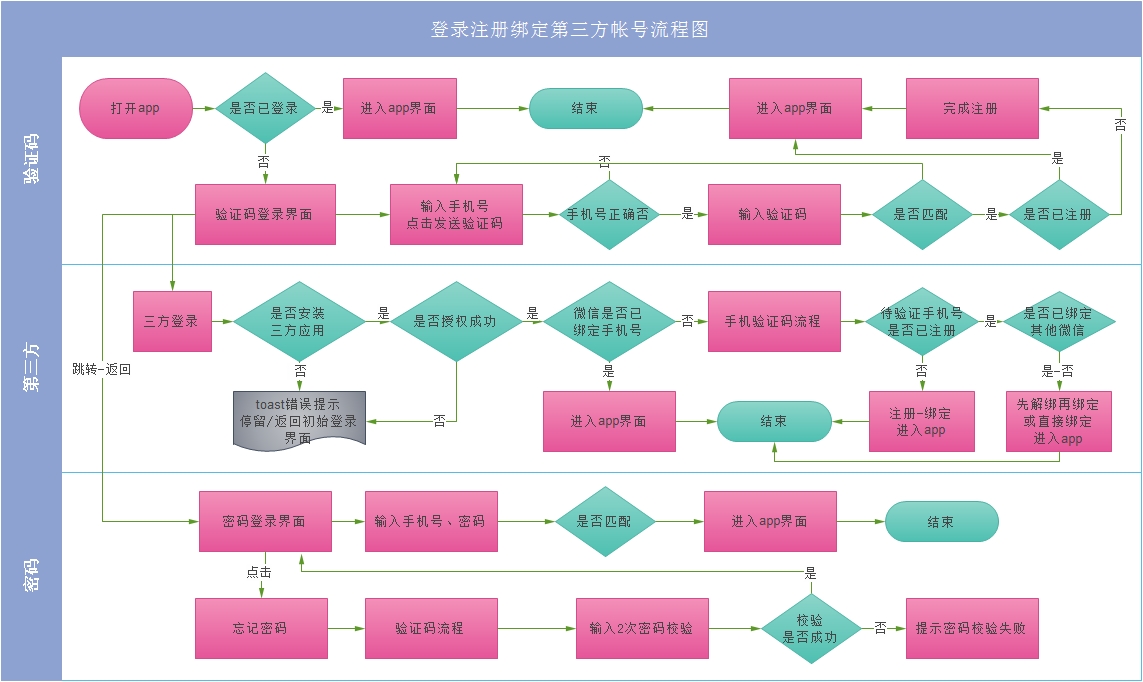 登录注册绑定第三方帐号流程图
验证码
打开app
是否已登录
是
进入app界面
结束
进入app界面
完成注册
否
否
验证码登录界面
输入手机号
点击发送验证码
否
手机号正确否
是
输入验证码
是否匹配
是
是否已注册
是
第三方
跳转-返回
三方登录
是否安装
三方应用
是
是否授权成功
是
微信是否已
绑定手机号
否
手机验证码流程
待验证手机号
是否已注册
是
是否已绑定
其他微信
否
toast错误提示
停留/返回初始登录
界面
否
是
进入app界面
结束
否
注册-绑定
进入app
是-否
先解绑再绑定
或直接绑定
进入app
密码
密码登录界面
输入手机号、密码
是否匹配
进入app界面
结束
点击
忘记密码
验证码流程
输入2次密码校验
是
校验
是否成功
否
提示密码校验失败